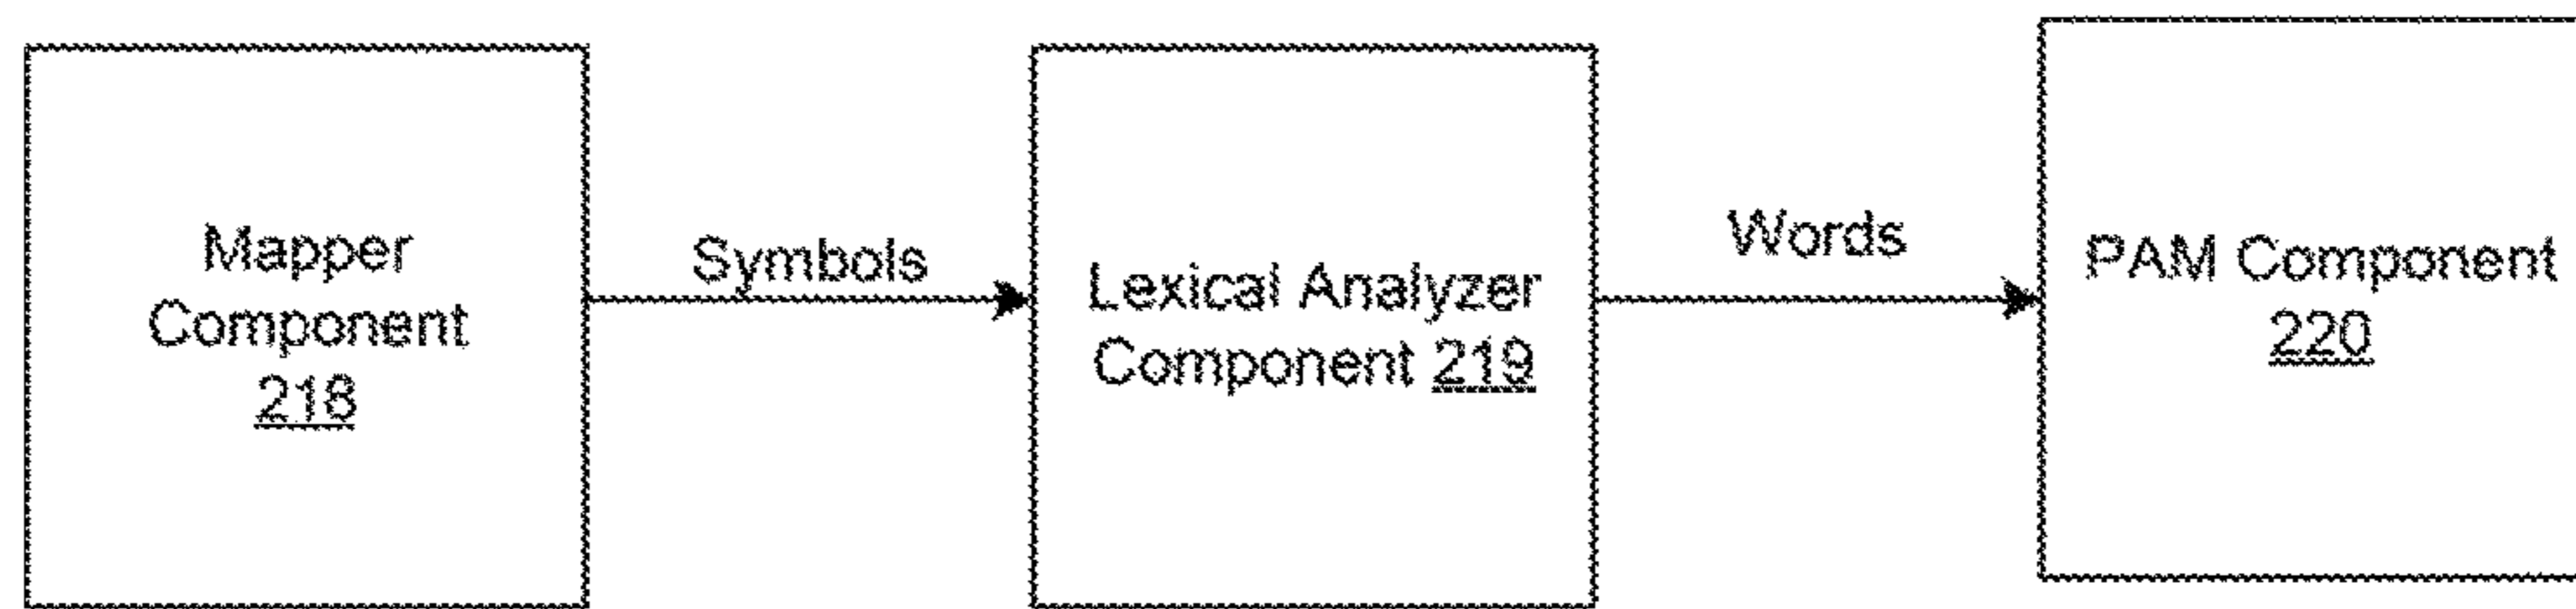 Mapper
Component
218
Symbols
Lexical Analyzer
Component 219
Words
PAM Component
220